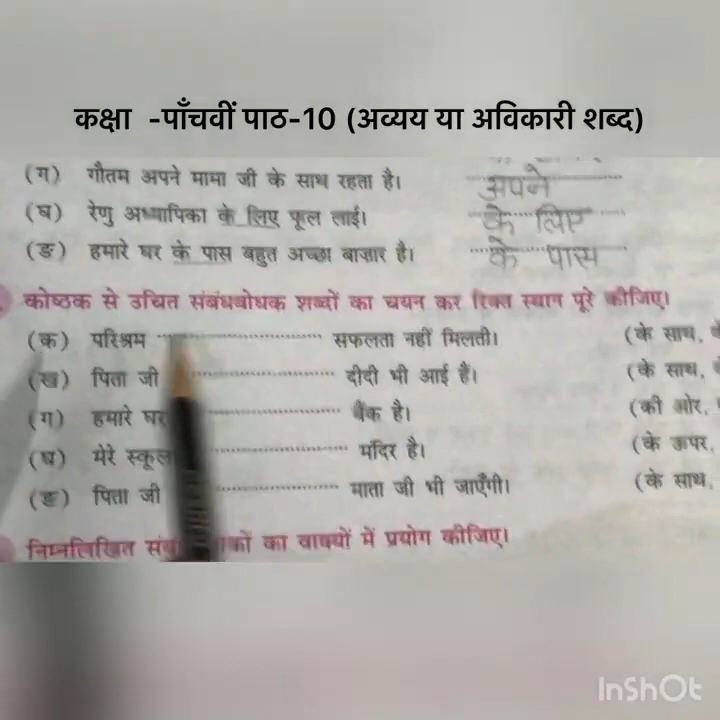 कक्षा -पाँचवीं पाठ-10 (अव्यय या अविकारी शब्द)
(ग) गौतम अपने मामा जी के साथ रहता है। अपने
(घ) रेणु अध्यापिका के लिए फूल लाई। के लिए
(ङ) हमारे घर के पास बहुत अच्छा बाज़ार है। के पास
कोष्ठक से उचित संबंधबोधक शब्दों का चयन कर रिक्त स्थान पूरे कीजिए।
(क) परिश्रम .............................. सफलता नहीं मिलती। (के साथ,
(ख) पिता जी .............................. दीदी भी आई हैं। (के साथ,
(ग) हमारे घर .............................. बैंक है। (की ओर,
(घ) मेरे स्कूल .............................. मंदिर है। (के ऊपर,
(ङ) पिता जी .............................. माता जी भी जाएँगी। (के साथ,
निम्नलिखित का वाक्यों में प्रयोग कीजिए।
InShOt